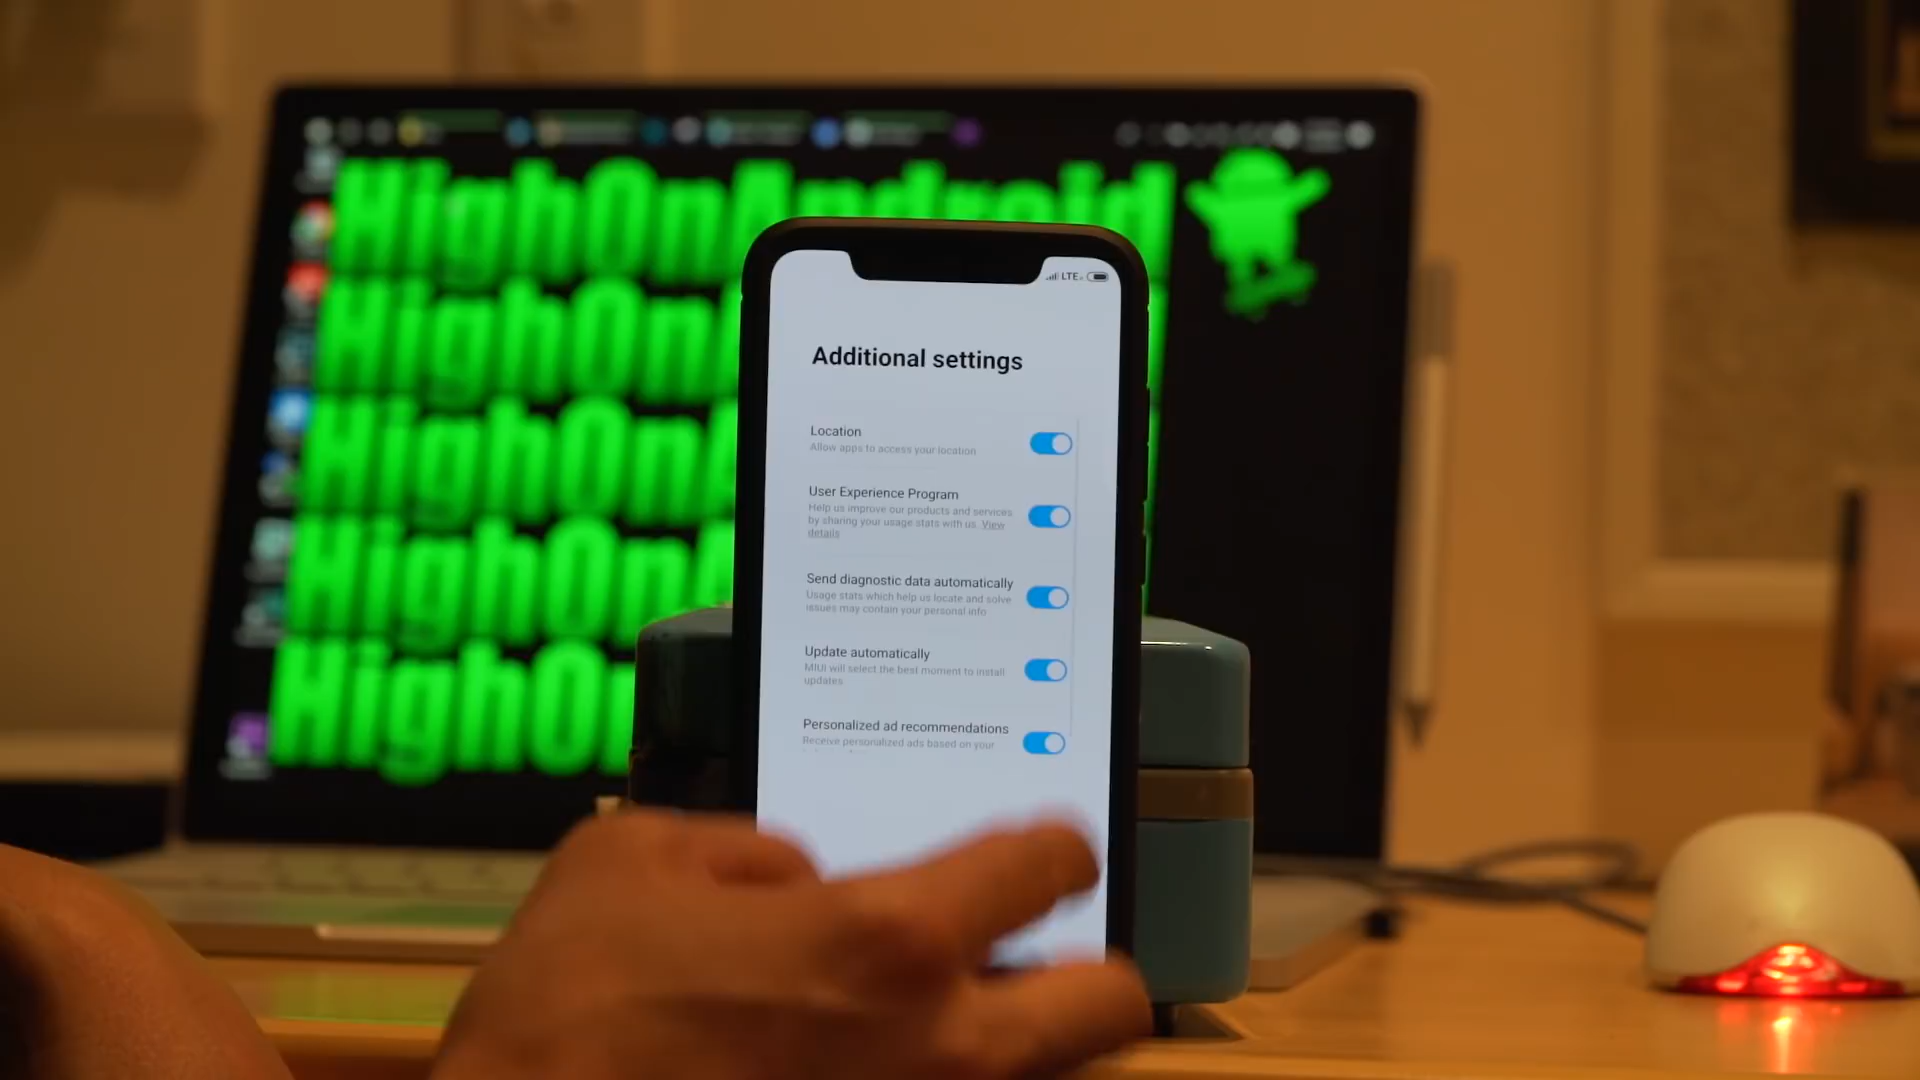 HighOnAndroid
HighOnA
HighOnA
HighOnA
HighOn
LTE
Additional settings
Location
Allow apps to access your location
User Experience Program
Help us improve our products and services
by sharing your usage stats with us. View
details
Send diagnostic data automatically
Usage stats which help us locate and solve
issues may contain your personal info
Update automatically
MIUI will select the best moment to install
updates
Personalized ad recommendations
Receive personalized ads based on your